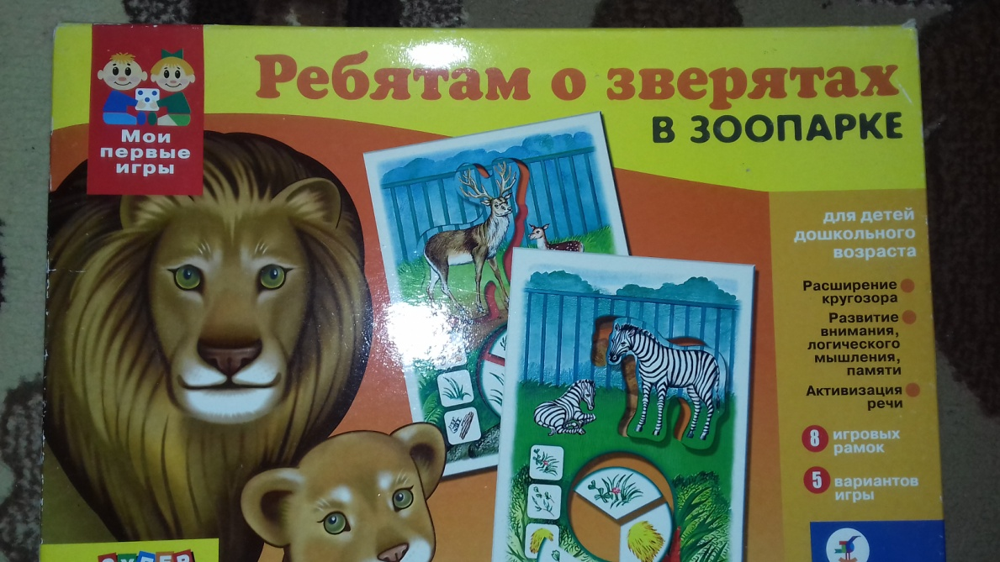 Ребятам о зверятах
В ЗООПАРКЕ
Мои
первые
игры
для детей
дошкольного
возраста
Расширение
кругозора
Развитие
внимания,
логического
мышления,
памяти
Активизация
речи
8 игровых
рамок
5 вариантов
игры